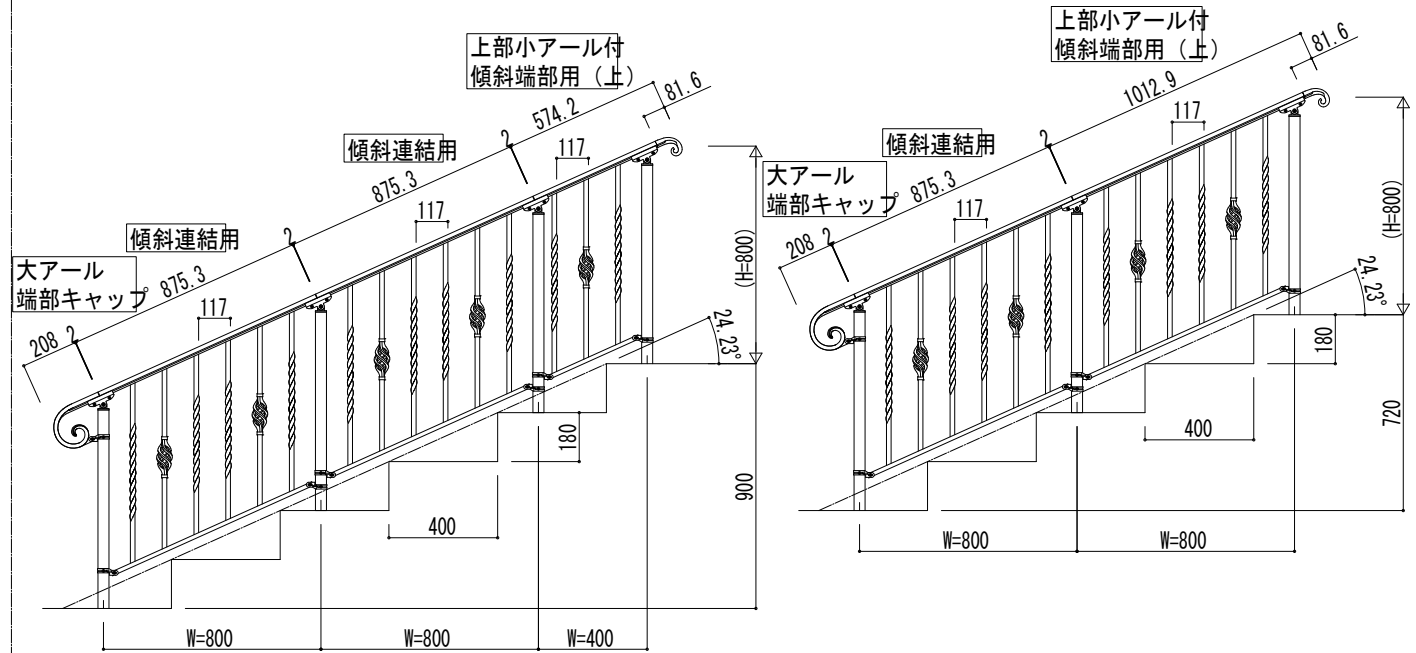 上部小アール付
傾斜端部用（上）
81.6
574.2
2
傾斜連結用
117
875.3
2
傾斜連結用
117
大アール
端部キャップ
875.3
117
208
2
(H=800)
24.23°
180
900
400
W=800
W=800
W=400
上部小アール付
傾斜端部用（上）
81.6
1012.9
2
傾斜連結用
117
大アール
端部キャップ
875.3
117
208
2
(H=800)
24.23°
180
720
400
W=800
W=800